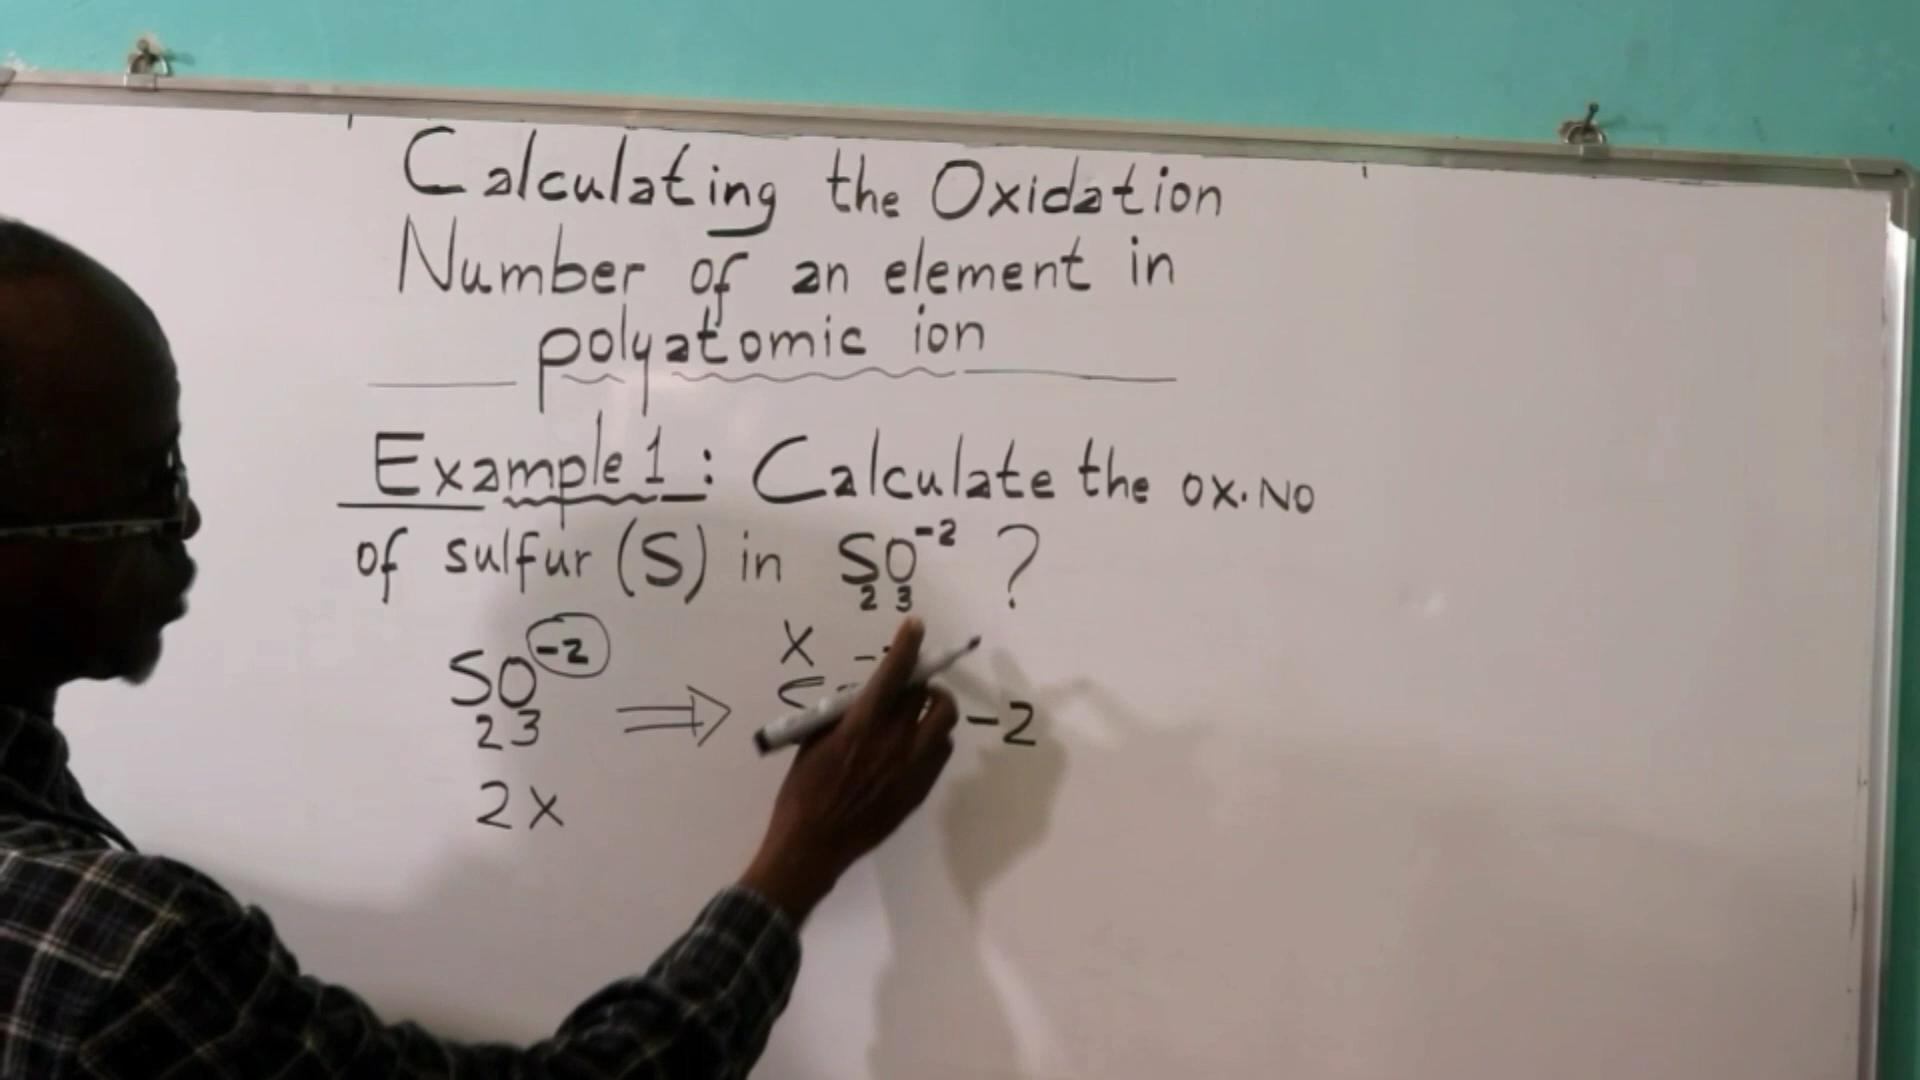 Calculating the Oxidation
Number of an element in
polyatomic ion
Example 1: Calculate the OX.NO
of sulfur (S) in S₂O₃⁻² ?
S₂O₃⁻² ⇒ X -2
2X